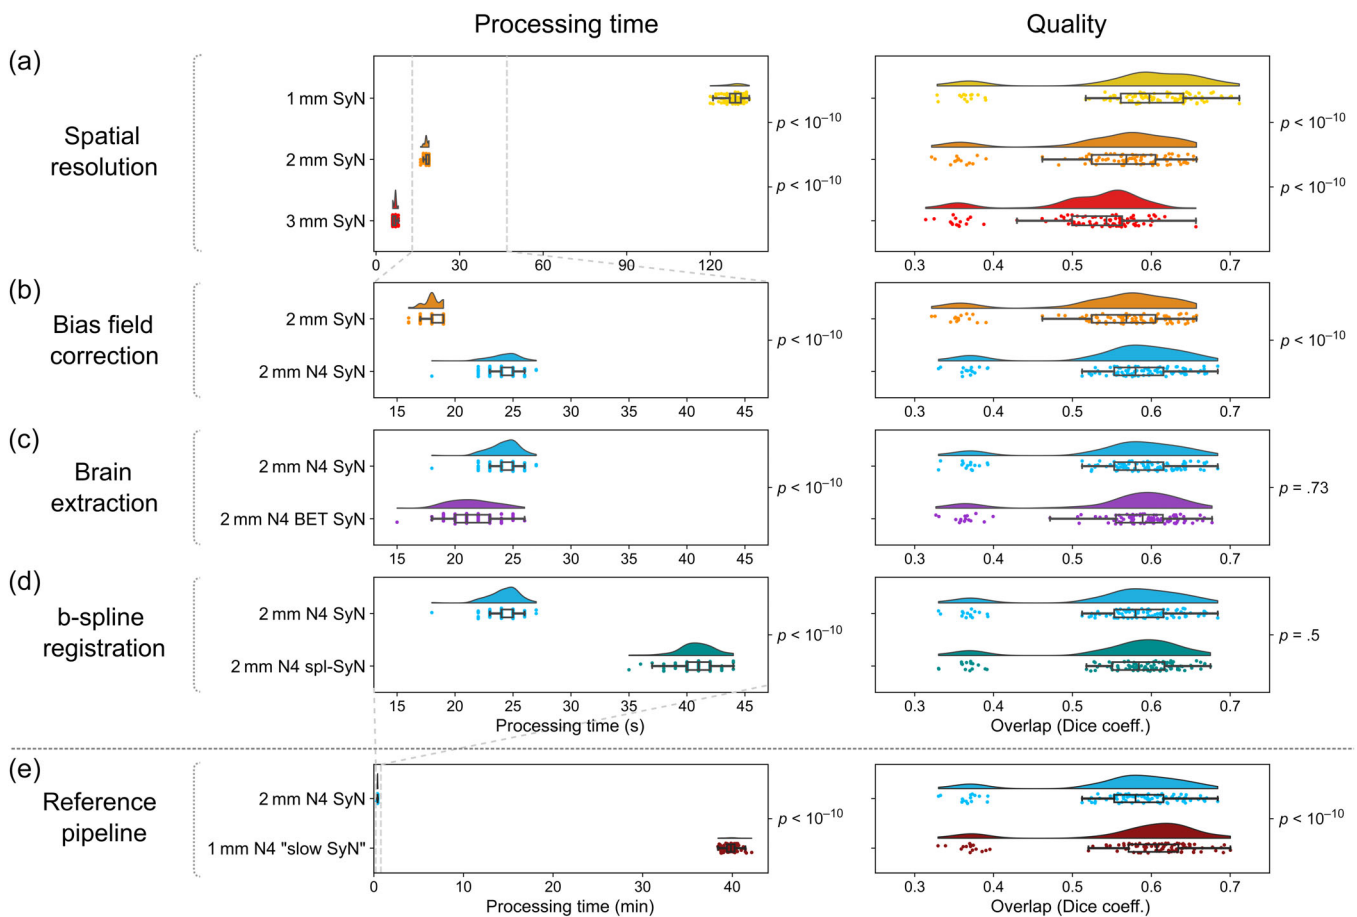 Processing time
Quality
(a)
Spatial
resolution
1 mm SyN
2 mm SyN
3 mm SyN
p < 10⁻¹⁰
p < 10⁻¹⁰
0 30 60 90 120
p < 10⁻¹⁰
p < 10⁻¹⁰
0.3 0.4 0.5 0.6 0.7
(b)
Bias field
correction
2 mm SyN
2 mm N4 SyN
p < 10⁻¹⁰
15 20 25 30 35 40 45
p < 10⁻¹⁰
0.3 0.4 0.5 0.6 0.7
(c)
Brain
extraction
2 mm N4 SyN
2 mm N4 BET SyN
p < 10⁻¹⁰
15 20 25 30 35 40 45
p = .73
0.3 0.4 0.5 0.6 0.7
(d)
b-spline
registration
2 mm N4 SyN
2 mm N4 spl-SyN
p < 10⁻¹⁰
15 20 25 30 35 40 45
Processing time (s)
p = .5
0.3 0.4 0.5 0.6 0.7
Overlap (Dice coeff.)
(e)
Reference
pipeline
2 mm N4 SyN
1 mm N4 "slow SyN"
p < 10⁻¹⁰
0 10 20 30 40
Processing time (min)
p < 10⁻¹⁰
0.3 0.4 0.5 0.6 0.7
Overlap (Dice coeff.)